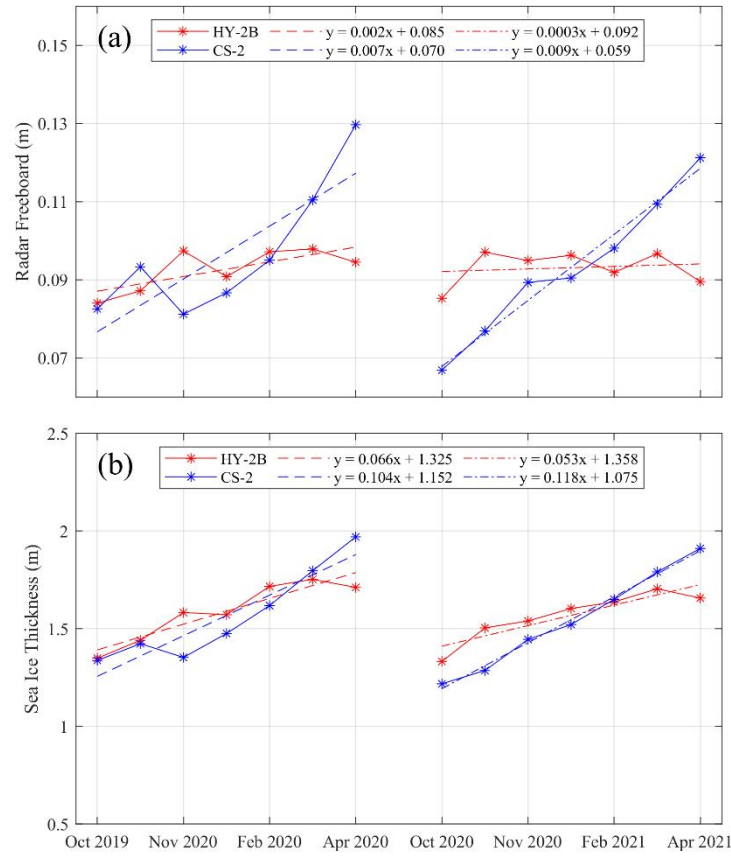 0.15
(a)
HY-2B y = 0.002x + 0.085 y = 0.0003x + 0.092
CS-2 y = 0.007x + 0.070 y = 0.009x + 0.059
0.13
0.11
0.09
0.07
Radar Freeboard (m)
2.5
(b)
HY-2B y = 0.066x + 1.325 y = 0.053x + 1.358
CS-2 y = 0.104x + 1.152 y = 0.118x + 1.075
2
1.5
1
0.5
Sea Ice Thickness (m)
Oct 2019 Nov 2020 Feb 2020 Apr 2020 Oct 2020 Nov 2020 Feb 2021 Apr 2021